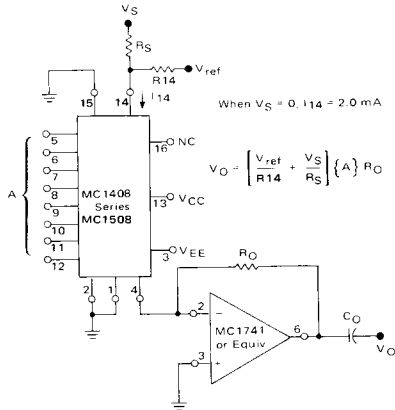 VS
RS
Vref
R14
15
14
I14
When VS = 0, I14 = 2.0 mA
5
6
7
8
9
10
11
12
A
MC1408
Series
MC1508
16 NC
13 VCC
3 VEE
VO = [Vref/R14 + VS/RS] {A} RO
2
1
4
RO
2
−
MC1741
or Equiv
6
3
+
CO
VO